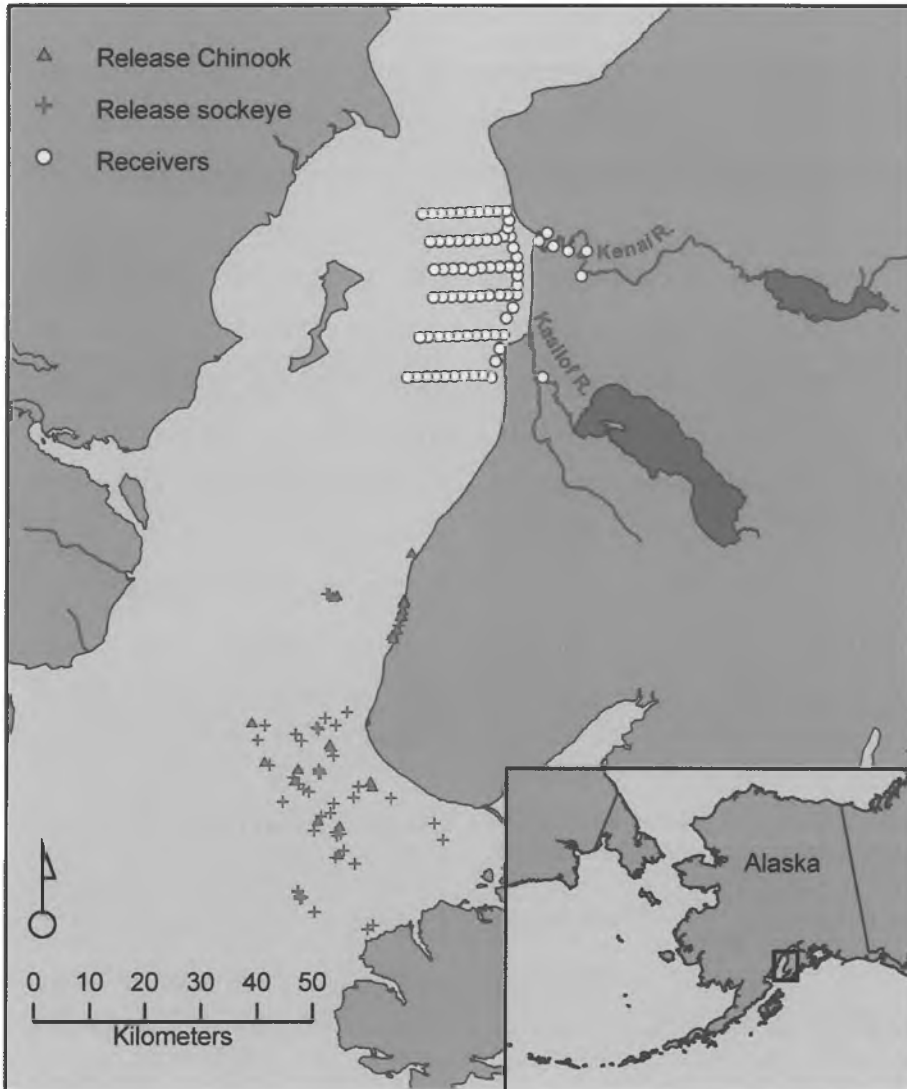 Release Chinook
Release sockeye
Receivers
Kenai R.
Kasilof R.
Alaska
0 10 20 30 40 50
Kilometers